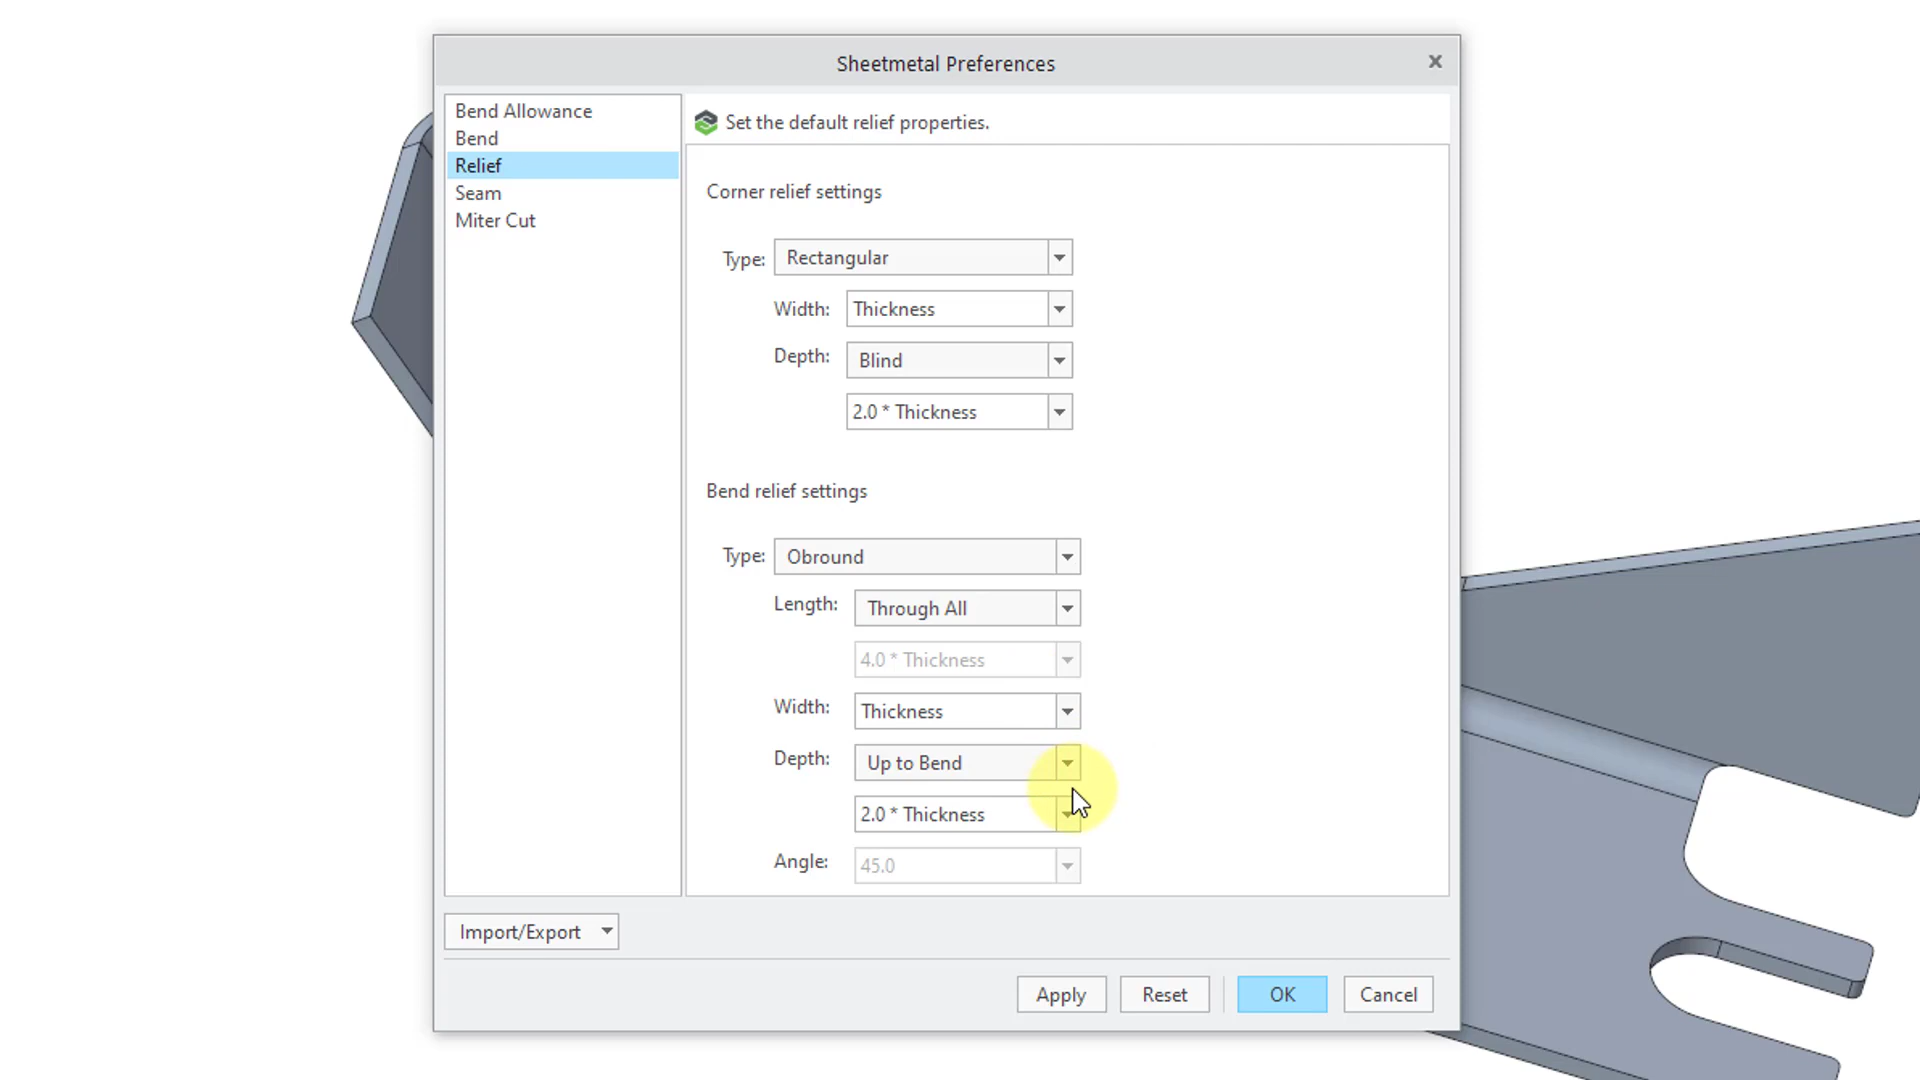 Sheetmetal Preferences
Bend Allowance
Bend
Relief
Seam
Miter Cut
Set the default relief properties.
Corner relief settings
Type: Rectangular
Width: Thickness
Depth: Blind
2.0 * Thickness
Bend relief settings
Type: Obround
Length: Through All
4.0 * Thickness
Width: Thickness
Depth: Up to Bend
2.0 * Thickness
Angle: 45.0
Import/Export
Apply Reset OK Cancel